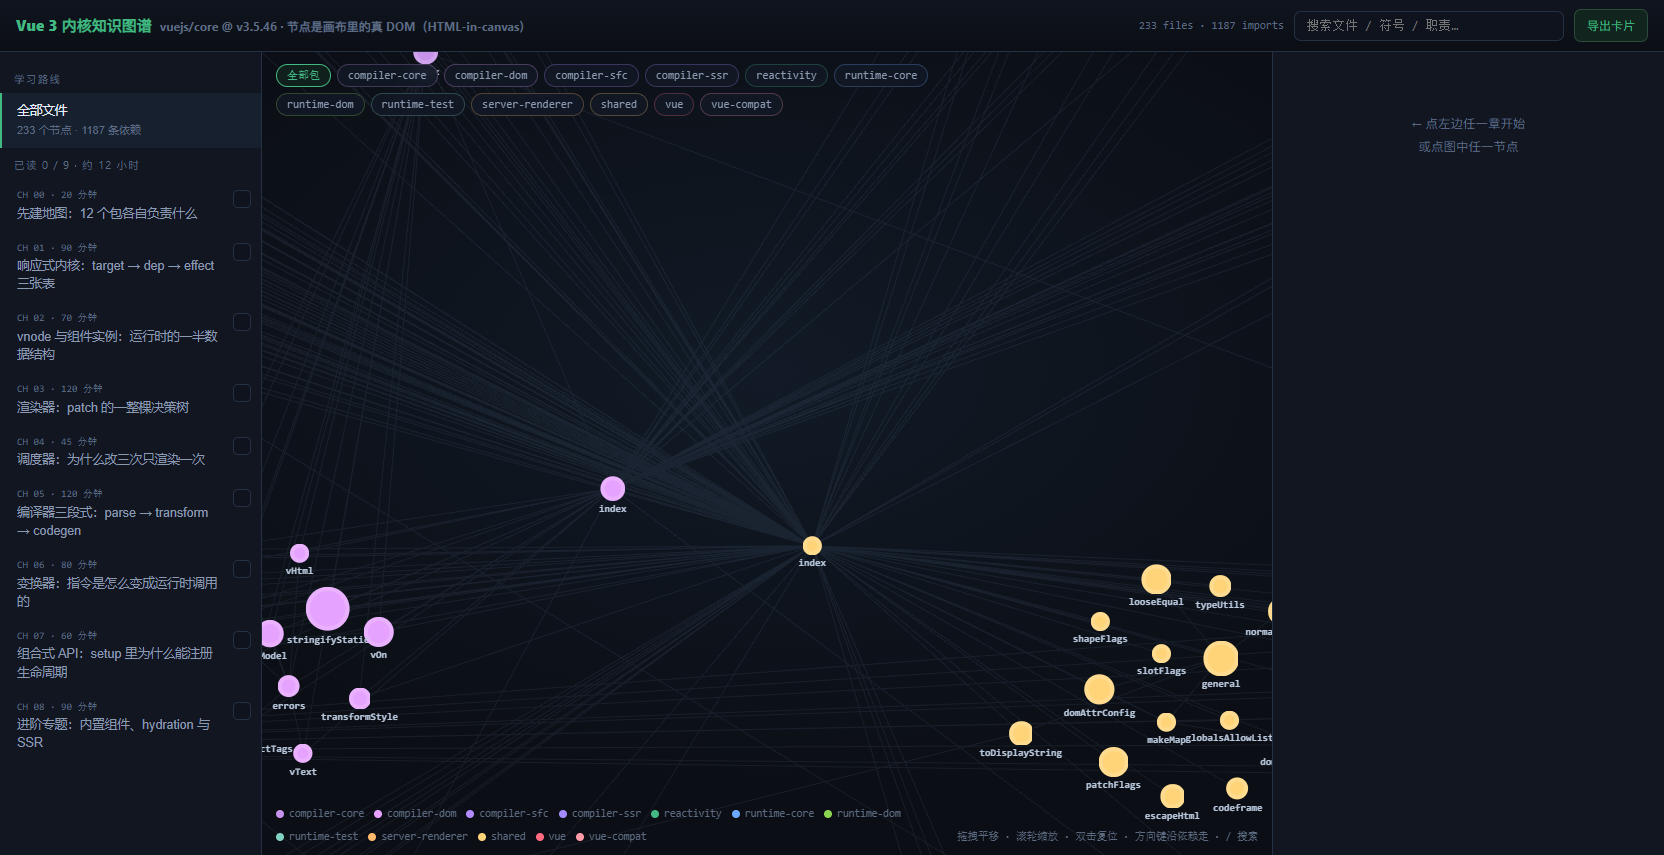 Vue 3 内核知识图谱 vuejs/core @ v3.5.46 · 节点是画布里的真 DOM（HTML-in-canvas）
233 files · 1187 imports
搜索文件 / 符号 / 职责…
导出卡片
学习路线
全部文件
233 个节点 · 1187 条依赖
已读 0 / 9 · 约 12 小时
CH 00 · 20 分钟
先建地图：12 个包各自负责什么
CH 01 · 90 分钟
响应式内核：target → dep → effect
三张表
CH 02 · 70 分钟
vnode 与组件实例：运行时的一半数
据结构
CH 03 · 120 分钟
渲染器：patch 的一整棵决策树
CH 04 · 45 分钟
调度器：为什么改三次只渲染一次
CH 05 · 120 分钟
编译器三段式：parse → transform
→ codegen
CH 06 · 80 分钟
变换器：指令是怎么变成运行时调用
的
CH 07 · 60 分钟
组合式 API：setup 里为什么能注册
生命周期
CH 08 · 90 分钟
进阶专题：内置组件、hydration 与
SSR
全部包 compiler-core compiler-dom compiler-sfc compiler-ssr reactivity runtime-core
runtime-dom runtime-test server-renderer shared vue vue-compat
index
index
vHtml
stringifyStatic
Model
vOn
errors
transformStyle
ctTags
vText
looseEqual
typeUtils
shapeFlags
norma
slotFlags
general
domAttrConfig
makeMap
globalsAllowList
toDisplayString
do
patchFlags
escapeHtml
codeframe
compiler-core compiler-dom compiler-sfc compiler-ssr reactivity runtime-core runtime-dom
runtime-test server-renderer shared vue vue-compat
拖拽平移 · 滚轮缩放 · 双击复位 · 方向键沿依赖走 · / 搜索
← 点左边任一章开始
或点图中任一节点